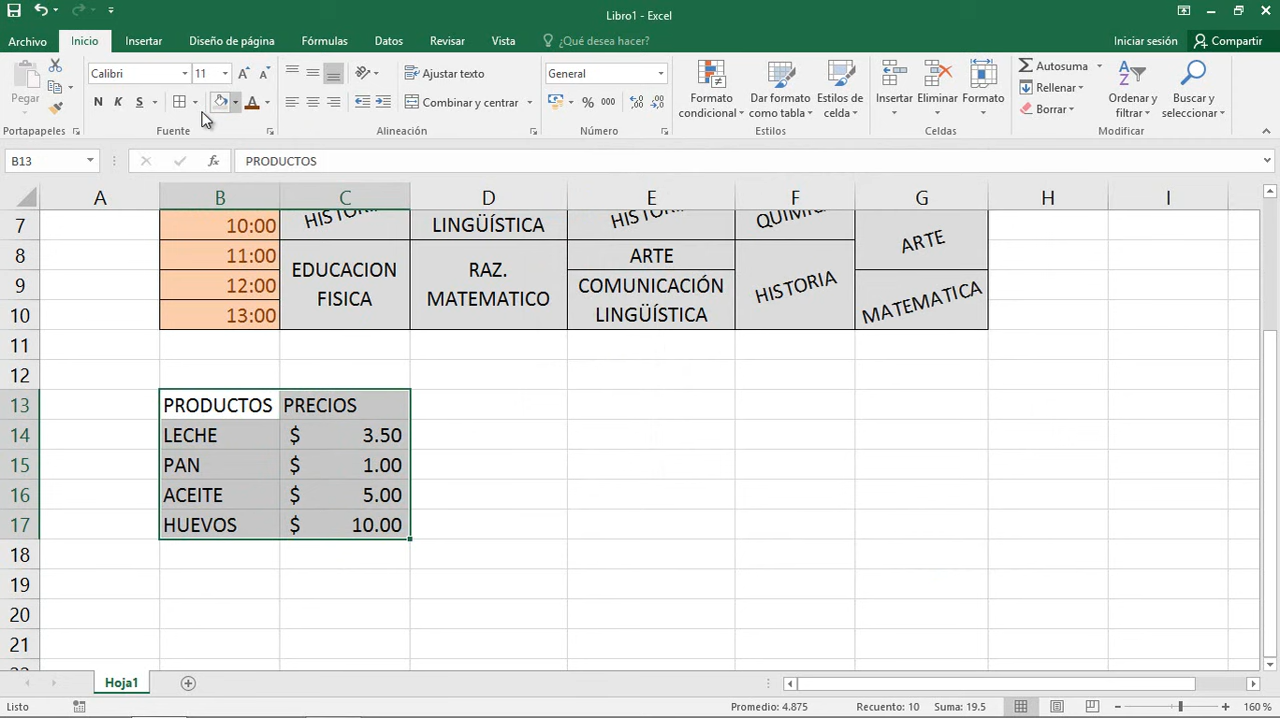 Libro1 - Excel
Archivo Inicio Insertar Diseño de página Fórmulas Datos Revisar Vista ¿Qué desea hacer? Iniciar sesión Compartir
Calibri 11 Ajustar texto General Autosuma
Pegar Formato condicional Dar formato como tabla Estilos de celda Insertar Eliminar Formato Rellenar Ordenar y filtrar Buscar y seleccionar
N K S A Combinar y centrar % 000 Borrar
Portapapeles Fuente Alineación Número Estilos Celdas Modificar
B13 fx PRODUCTOS
A B C D E F G H I
7 10:00 HISTORIA LINGÜÍSTICA HISTORIA QUIMICA
8 11:00 EDUCACION FISICA RAZ. MATEMATICO ARTE HISTORIA ARTE
9 12:00 COMUNICACIÓN MATEMATICA
10 13:00 LINGÜÍSTICA
11
12
13 PRODUCTOS PRECIOS
14 LECHE $ 3.50
15 PAN $ 1.00
16 ACEITE $ 5.00
17 HUEVOS $ 10.00
18
19
20
21
Hoja1
Listo Promedio: 4.875 Recuento: 10 Suma: 19.5 160 %